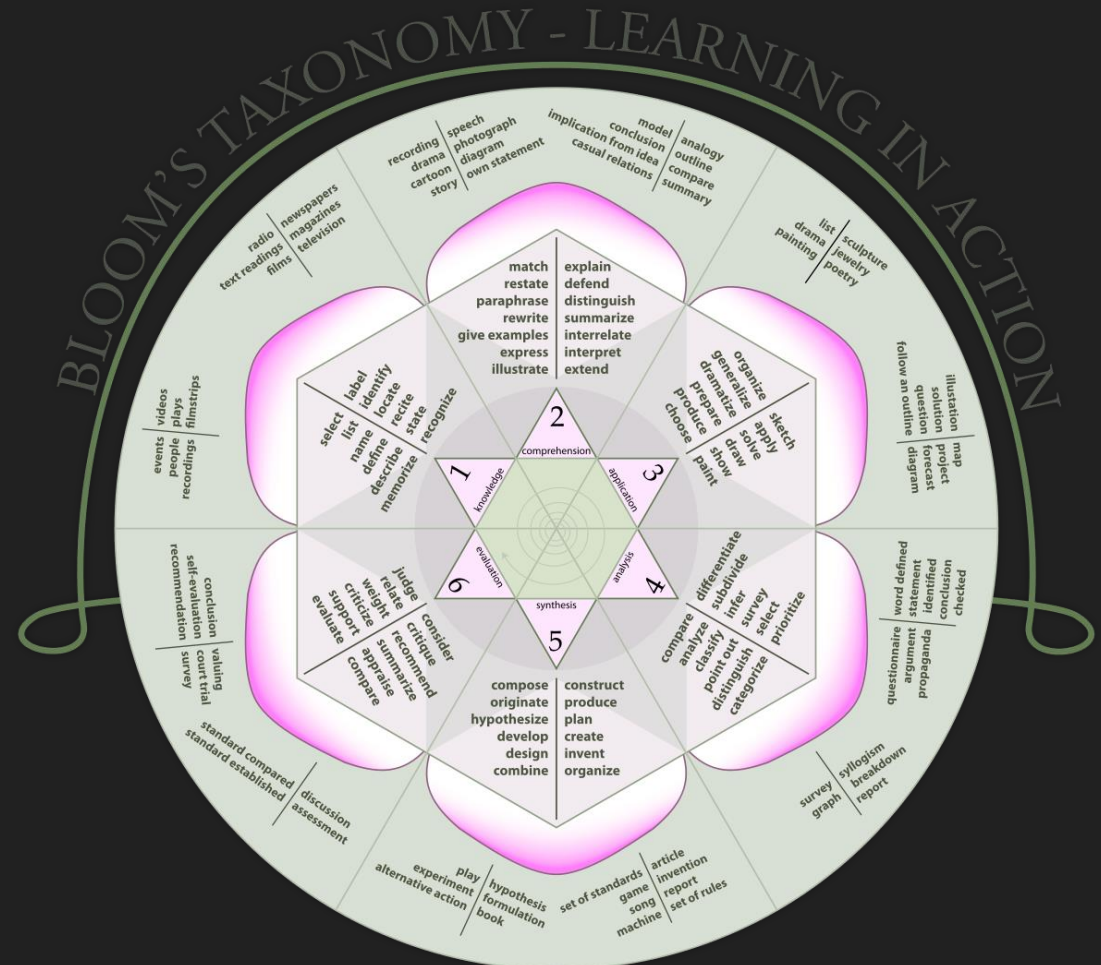 BLOOM'S TAXONOMY - LEARNING IN ACTION
recording
drama
cartoon
story
speech
photograph
diagram
own statement
model
conclusion
implication from idea
casual relations
analogy
outline
compare
summary
radio
text readings
films
newspapers
magazines
television
list
drama
painting
sculpture
jewelry
poetry
videos
plays
filmstrips
events
people
recordings
illustation
solution
question
follow an outline
map
project
forecast
diagram
match
restate
paraphrase
rewrite
give examples
express
illustrate
explain
defend
distinguish
summarize
interrelate
interpret
extend
select
list
name
define
describe
memorize
label
identify
locate
recite
state
recognize
organize
generalize
dramatize
prepare
produce
choose
sketch
apply
solve
draw
show
paint
1
knowledge
2
comprehension
3
application
4
analysis
5
synthesis
6
evaluation
judge
relate
weight
criticize
support
evaluate
consider
critique
recommend
summarize
appraise
compare
differentiate
subdivide
infer
survey
select
prioritize
compare
analyze
classify
point out
distinguish
categorize
compose
originate
hypothesize
develop
design
combine
construct
produce
plan
create
invent
organize
conclusion
self-evaluation
recommendation
valuing
court trial
survey
word defined
statement
identified
conclusion
checked
questionnaire
argument
propaganda
standard compared
standard established
discussion
assessment
survey
graph
syllogism
breakdown
report
play
experiment
alternative action
hypothesis
formulation
book
set of standards
game
song
machine
article
invention
report
set of rules